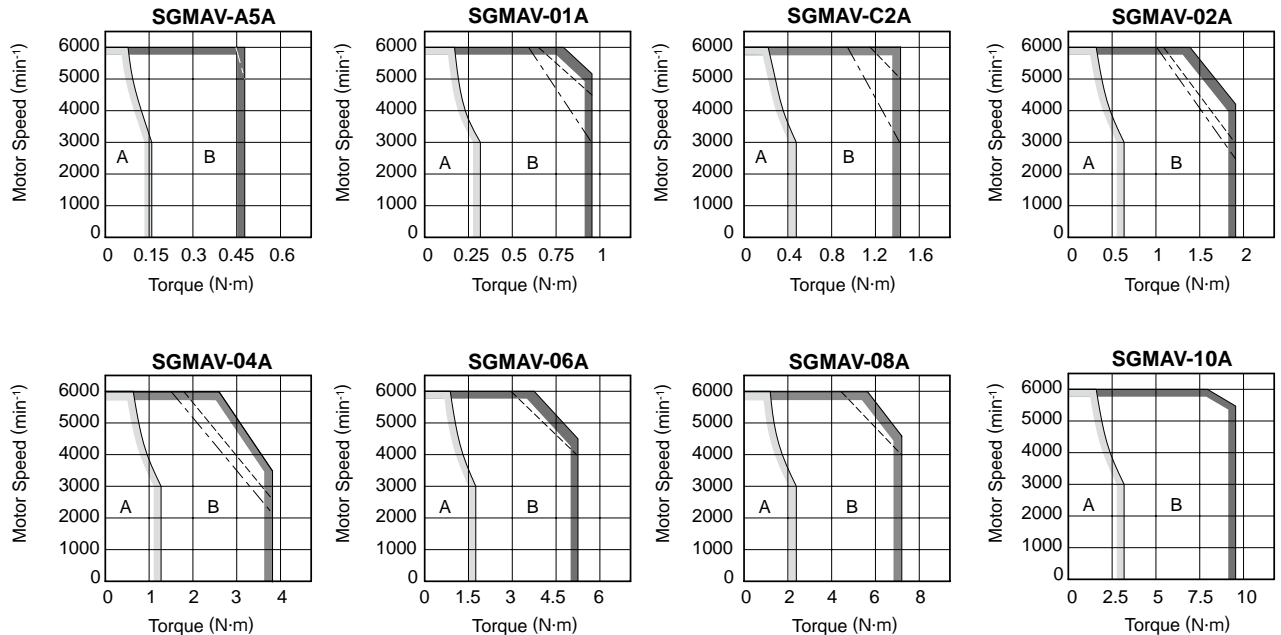 SGMAV-A5A
Motor Speed (min⁻¹)
6000
5000
4000
3000
2000
1000
0
A
B
0 0.15 0.3 0.45 0.6
Torque (N·m)
SGMAV-01A
Motor Speed (min⁻¹)
6000
5000
4000
3000
2000
1000
0
A
B
0 0.25 0.5 0.75 1
Torque (N·m)
SGMAV-C2A
Motor Speed (min⁻¹)
6000
5000
4000
3000
2000
1000
0
A
B
0 0.4 0.8 1.2 1.6
Torque (N·m)
SGMAV-02A
Motor Speed (min⁻¹)
6000
5000
4000
3000
2000
1000
0
A
B
0 0.5 1 1.5 2
Torque (N·m)
SGMAV-04A
Motor Speed (min⁻¹)
6000
5000
4000
3000
2000
1000
0
A
B
0 1 2 3 4
Torque (N·m)
SGMAV-06A
Motor Speed (min⁻¹)
6000
5000
4000
3000
2000
1000
0
A
B
0 1.5 3 4.5 6
Torque (N·m)
SGMAV-08A
Motor Speed (min⁻¹)
6000
5000
4000
3000
2000
1000
0
A
B
0 2 4 6 8
Torque (N·m)
SGMAV-10A
Motor Speed (min⁻¹)
6000
5000
4000
3000
2000
1000
0
A
B
0 2.5 5 7.5 10
Torque (N·m)